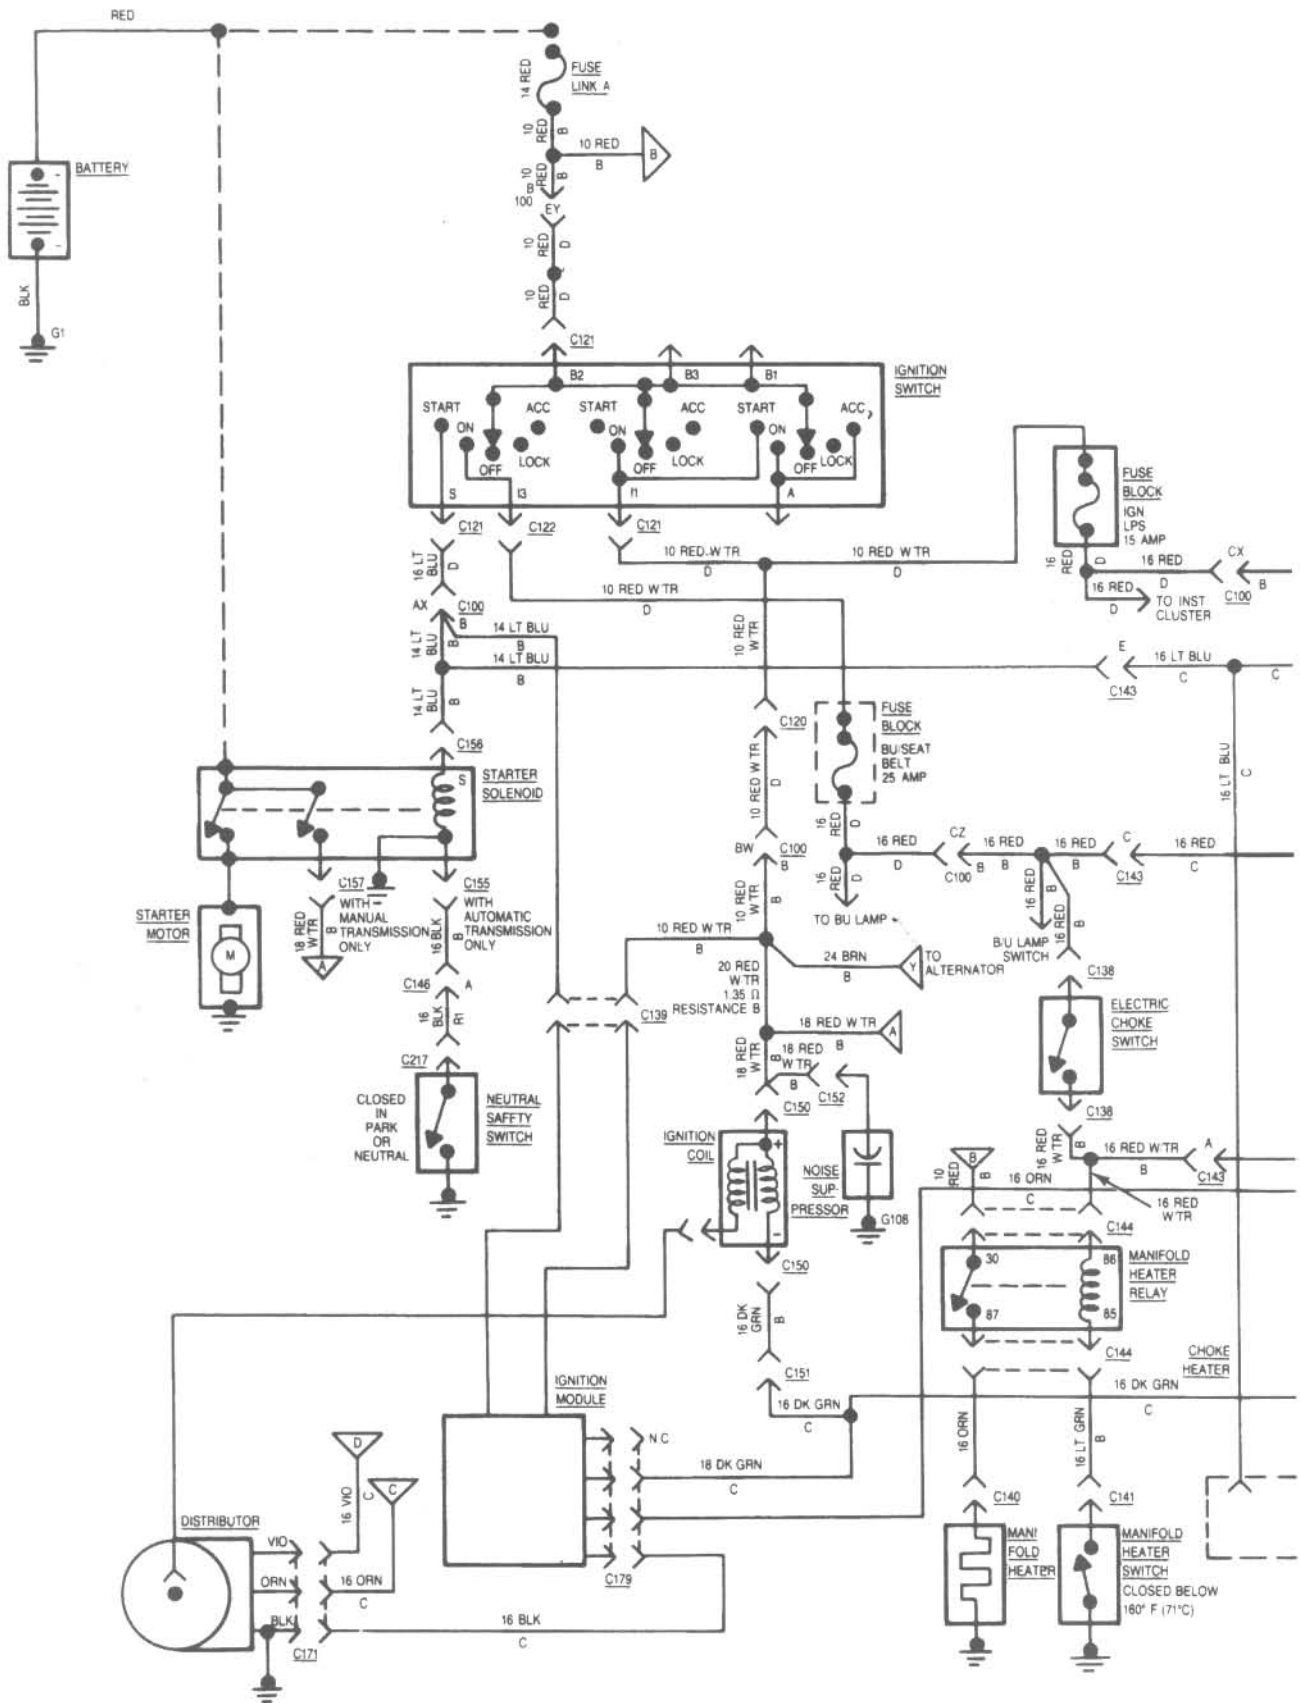 RED
14 RED
FUSE
LINK A
10
RED
B
10 RED
B
B
10
RED
B
B
100
EY
10
RED
D
10
RED
D
C121
BATTERY
-
-
BLK
G1
B2
B3
B1
IGNITION
SWITCH
START
ON
OFF
LOCK
ACC
START
ON
OFF
LOCK
ACC
START
ON
OFF
LOCK
ACC
S
I3
I1
A
C121
C122
C121
FUSE
BLOCK
IGN
LPS
15 AMP
16
RED
D
16 RED
D
CX
C100
B
16 RED
D
TO INST
CLUSTER
10 RED W TR
D
10 RED W TR
D
10 RED W TR
D
16 LT
BLU
D
AX
C100
B
14 LT BLU
B
14 LT
BLU
B
14 LT BLU
B
14 LT
BLU
B
10 RED
W TR
E
C143
16 LT BLU
C
C
16 LT BLU
C
C156
C120
FUSE
BLOCK
BU/SEAT
BELT
25 AMP
STARTER
SOLENOID
S
10 RED W TR
D
16
RED
D
16 RED
D
CZ
C100
16 RED
B
B
16 RED
B
C
C143
16 RED
C
16
RED
D
TO BU LAMP
BW
C100
B
10 RED
W TR
B
16 RED
B
16 RED
B
B/U LAMP
SWITCH
C157
WITH
MANUAL
TRANSMISSION
ONLY
C155
WITH
AUTOMATIC
TRANSMISSION
ONLY
STARTER
MOTOR
M
18 RED
W TR
B
A
16 BLK
B
C146
A
16
BLK
R1
C217
10 RED W TR
B
24 BRN
B
Y
TO
ALTERNATOR
20 RED
W TR
1.35 Ω
RESISTANCE B
C139
18 RED W TR
B
A
18 RED
W TR
B
18 RED
W TR
B
C152
C150
C138
ELECTRIC
CHOKE
SWITCH
C138
CLOSED
IN
PARK
OR
NEUTRAL
NEUTRAL
SAFFTY
SWITCH
IGNITION
COIL
+
-
NOISE
SUP-
PRESSOR
G108
C150
16 RED
W TR
B
16 RED W TR
B
A
C143
10
RED
B
B
16 ORN
C
16 RED
W TR
C144
30
86
87
85
MANIFOLD
HEATER
RELAY
C144
CHOKE
HEATER
16 DK
GRN
B
C151
16 DK GRN
C
16 DK GRN
C
IGNITION
MODULE
N C
18 DK GRN
C
C179
16 ORN
16 LT GRN
B
C140
C141
MANI
FOLD
HEATER
MANIFOLD
HEATER
SWITCH
CLOSED BELOW
160° F (71°C)
DISTRIBUTOR
D
16 VIO
C
C
VIO
ORN
16 ORN
C
BLK
C171
16 BLK
C